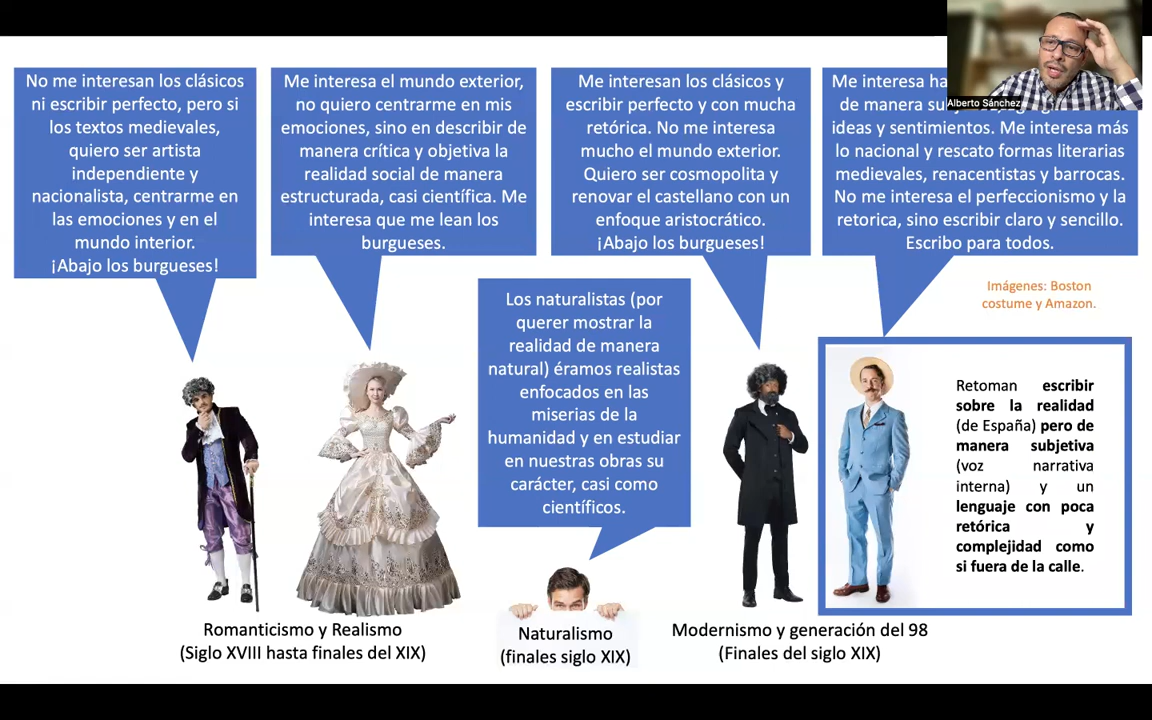 No me interesan los clásicos
ni escribir perfecto, pero si
los textos medievales,
quiero ser artista
independiente y
nacionalista, centrarme en
las emociones y en el
mundo interior.
¡Abajo los burgueses!
Me interesa el mundo exterior,
no quiero centrarme en mis
emociones, sino en describir de
manera crítica y objetiva la
realidad social de manera
estructurada, casi científica. Me
interesa que me lean los
burgueses.
Me interesan los clásicos y
escribir perfecto y con mucha
retórica. No me interesa
mucho el mundo exterior.
Quiero ser cosmopolita y
renovar el castellano con un
enfoque aristocrático.
¡Abajo los burgueses!
Me interesa
de manera
ideas y sentimientos. Me interesa más
lo nacional y rescato formas literarias
medievales, renacentistas y barrocas.
No me interesa el perfeccionismo y la
retorica, sino escribir claro y sencillo.
Escribo para todos.
Alberto Sánchez
Imágenes: Boston
costume y Amazon.
Los naturalistas (por
querer mostrar la
realidad de manera
natural) éramos realistas
enfocados en las
miserias de la
humanidad y en estudiar
en nuestras obras su
carácter, casi como
científicos.
Retoman escribir
sobre la realidad
(de España) pero de
manera subjetiva
(voz narrativa
interna) y un
lenguaje con poca
retórica y
complejidad como
si fuera de la calle.
Romanticismo y Realismo
(Siglo XVIII hasta finales del XIX)
Naturalismo
(finales siglo XIX)
Modernismo y generación del 98
(Finales del siglo XIX)